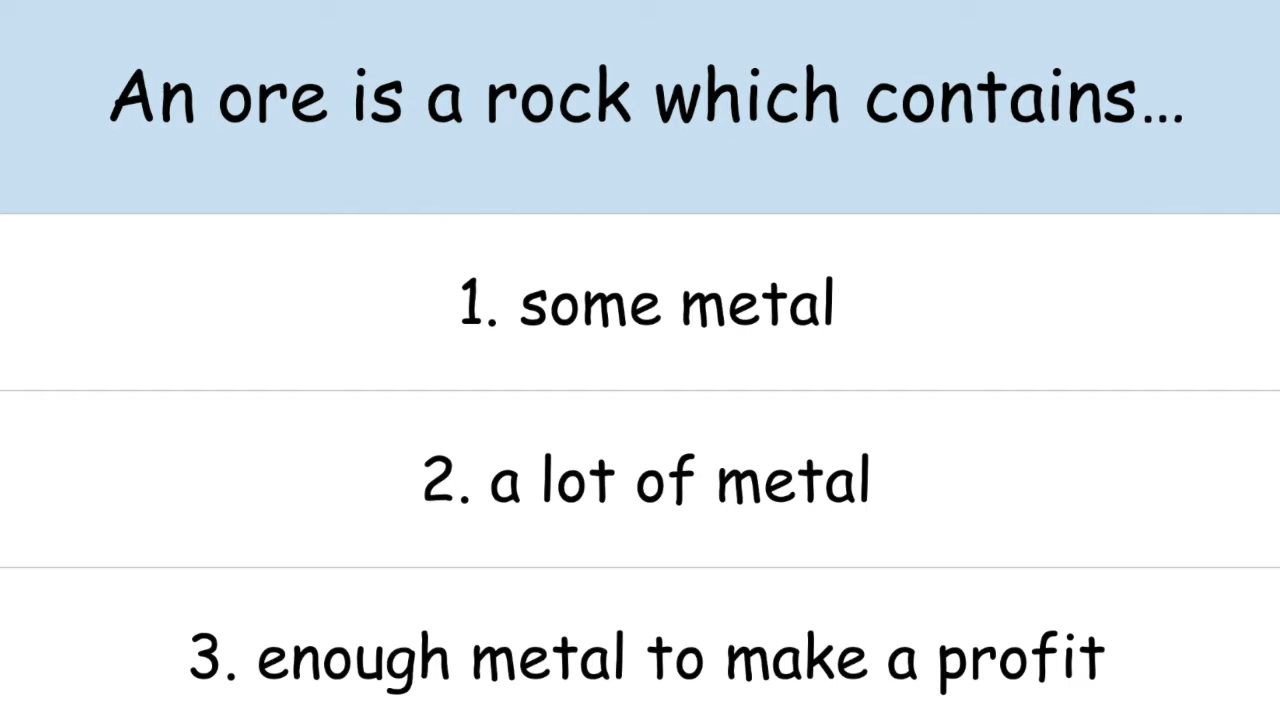 An ore is a rock which contains...
1. some metal
2. a lot of metal
3. enough metal to make a profit